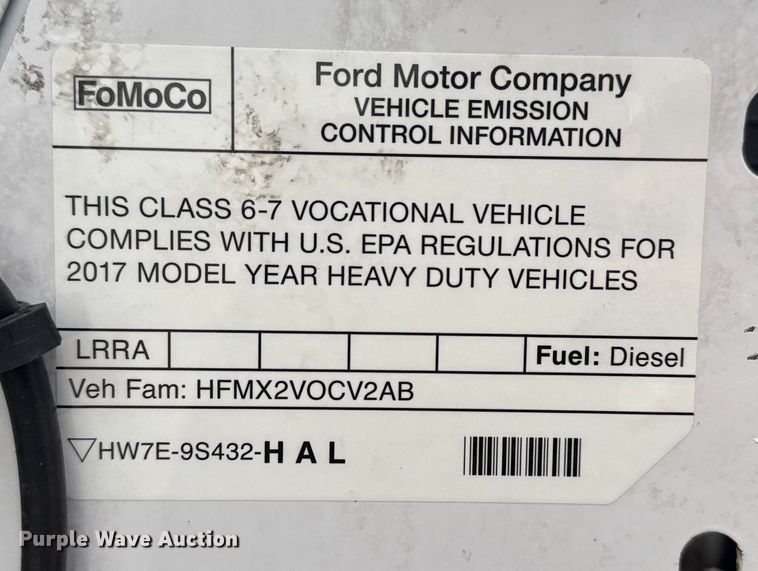 FoMoCo
Ford Motor Company
VEHICLE EMISSION
CONTROL INFORMATION
THIS CLASS 6-7 VOCATIONAL VEHICLE
COMPLIES WITH U.S. EPA REGULATIONS FOR
2017 MODEL YEAR HEAVY DUTY VEHICLES
LRRA Fuel: Diesel
Veh Fam: HFMX2VOCV2AB
▽HW7E-9S432-HAL
Purple Wave Auction